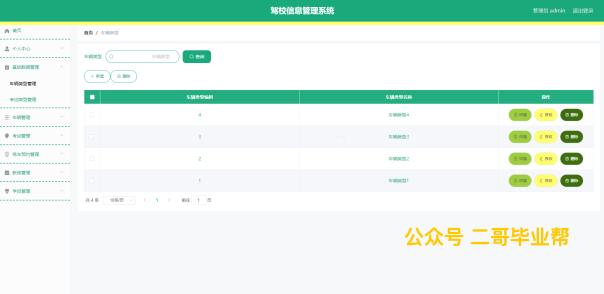 驾校信息管理系统
管理员 admin 退出登录
首页
首页 / 车辆类型
个人中心
基础数据管理
车辆类型管理
考试类型管理
车辆管理
考试管理
练车预约管理
教练管理
学员管理
车辆类型 车辆类型 查询
新增 删除
车辆类型编码 车辆类型名称 操作
4 车辆类型4 详情 修改 删除
3 车辆类型3 详情 修改 删除
2 车辆类型2 详情 修改 删除
1 车辆类型1 详情 修改 删除
共 4 条 10条/页 1 前往 1 页
公众号 二哥毕业帮